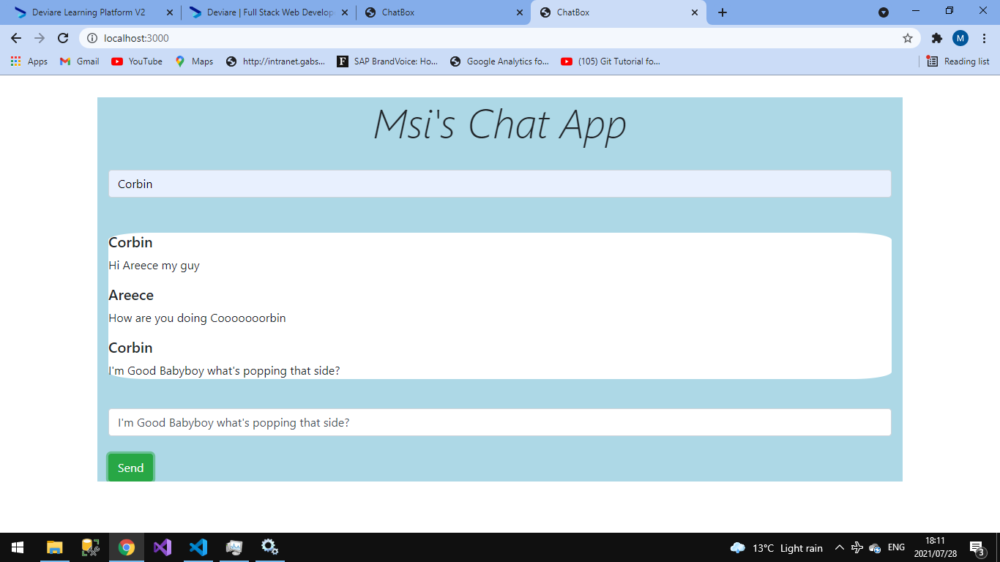 Deviare Learning Platform V2
Deviare | Full Stack Web Develop
ChatBox
ChatBox
localhost:3000
M
Apps
Gmail
YouTube
Maps
http://intranet.gabs...
SAP BrandVoice: Ho...
Google Analytics fo...
(105) Git Tutorial fo...
Reading list
Msi's Chat App
Corbin
Corbin
Hi Areece my guy
Areece
How are you doing Cooooooorbin
Corbin
I'm Good Babyboy what's popping that side?
I'm Good Babyboy what's popping that side?
Send
13°C Light rain
ENG
18:11
2021/07/28
3